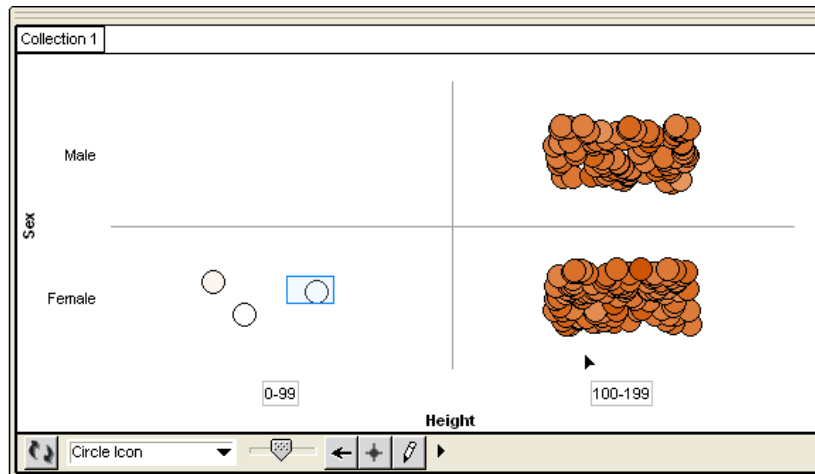 Collection 1
Male
Sex
Female
0-99
100-199
Height
Circle Icon